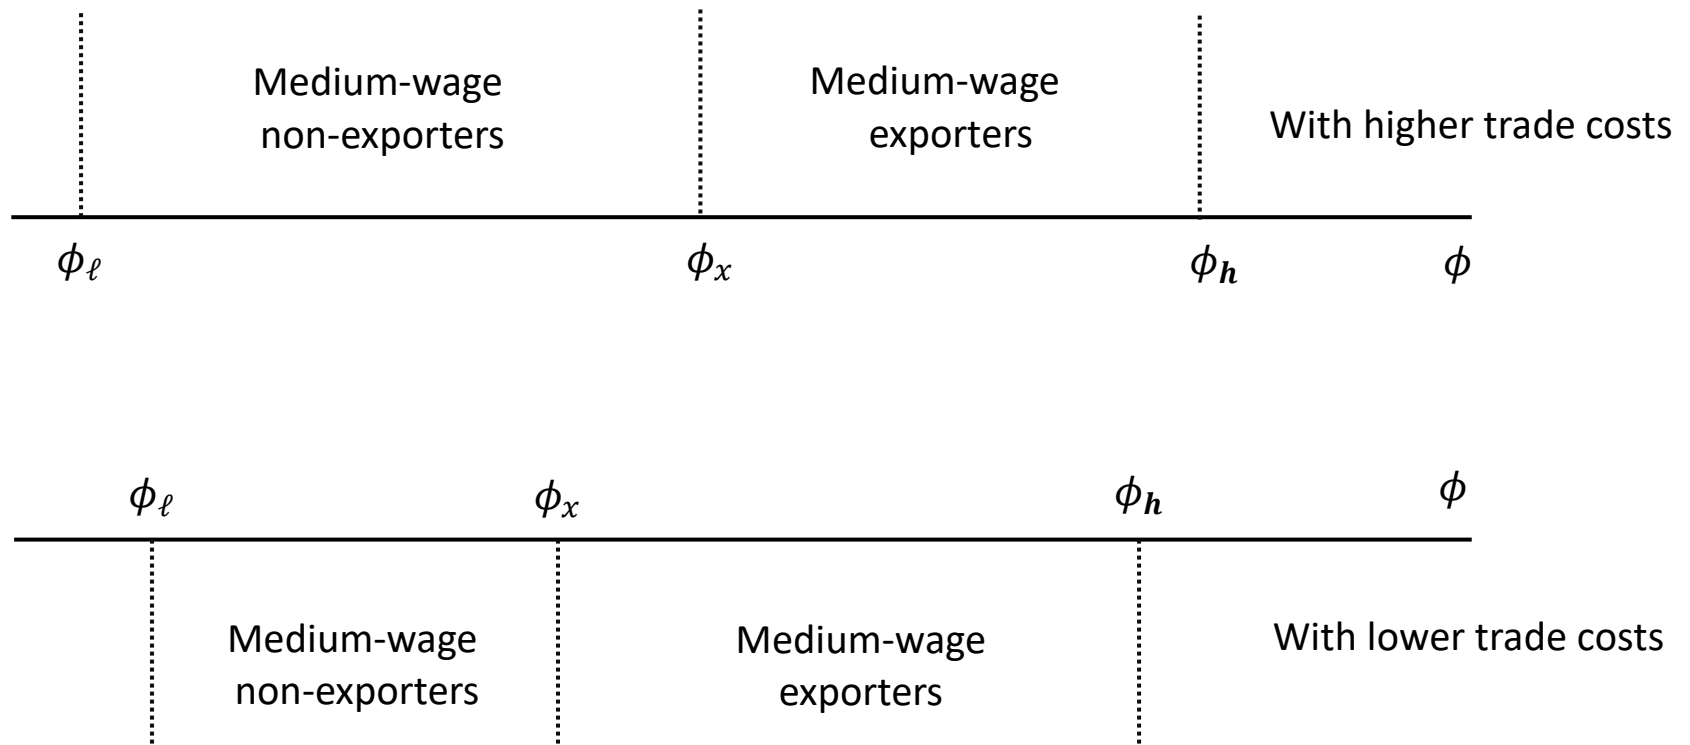 Medium-wage
non-exporters
Medium-wage
exporters
With higher trade costs
ϕℓ
ϕx
ϕh
ϕ
ϕℓ
ϕx
ϕh
ϕ
Medium-wage
non-exporters
Medium-wage
exporters
With lower trade costs